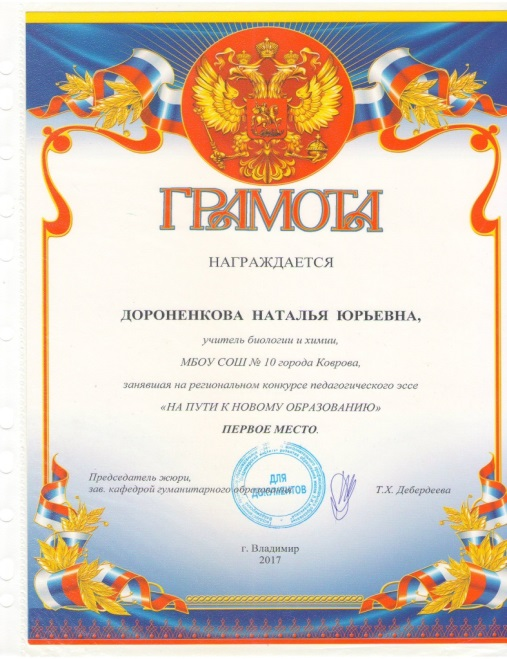 ГРАМОТА
НАГРАЖДАЕТСЯ
ДОРОНЕНКОВА НАТАЛЬЯ ЮРЬЕВНА,
учитель биологии и химии,
МБОУ СОШ № 10 города Коврова,
занявшая на региональном конкурсе педагогического эссе
«НА ПУТИ К НОВОМУ ОБРАЗОВАНИЮ»
ПЕРВОЕ МЕСТО.
Председатель жюри,
зав. кафедрой гуманитарного образования
Т.Х. Дебердеева
ДЛЯ
ДОКУМЕНТОВ
г. Владимир
2017